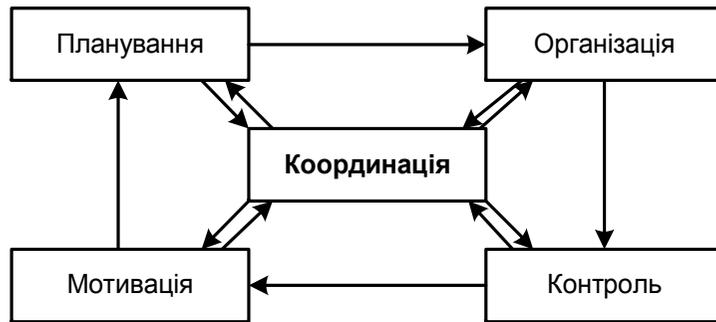 Планування
Організація
Координація
Мотивація
Контроль